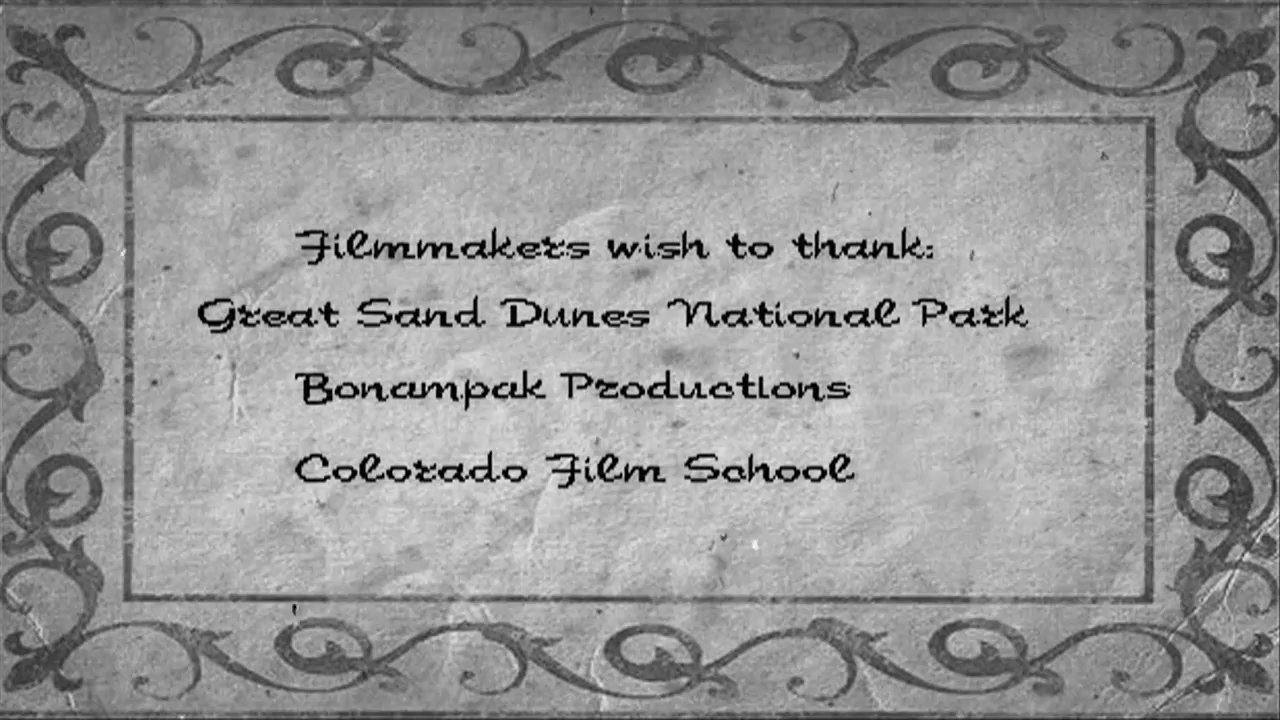 Filmmakers wish to thank:
Great Sand Dunes National Park
Bonampak Productions
Colorado Film School